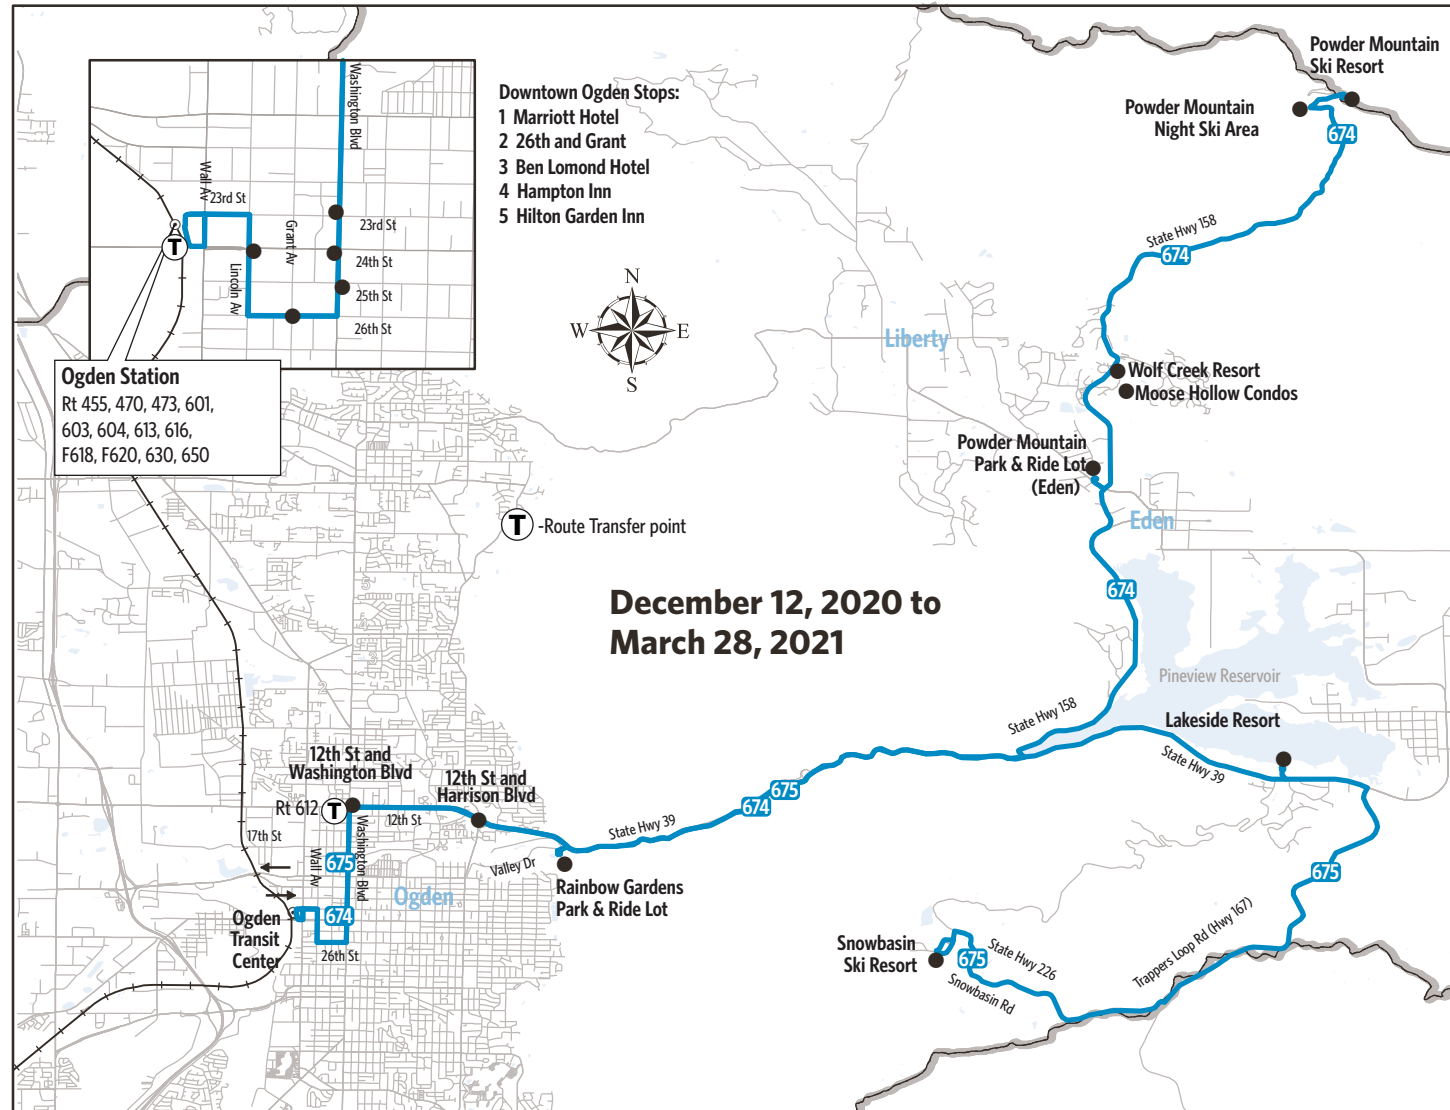 Powder Mountain
Ski Resort
Powder Mountain
Night Ski Area
674
Downtown Ogden Stops:
1 Marriott Hotel
2 26th and Grant
3 Ben Lomond Hotel
4 Hampton Inn
5 Hilton Garden Inn
Washington Blvd
Wall Av
23rd St
Grant Av
23rd St
T
24th St
Lincoln Av
25th St
26th St
State Hwy 158
674
N
W E
S
Liberty
Ogden Station
Rt 455, 470, 473, 601,
603, 604, 613, 616,
F618, F620, 630, 650
Wolf Creek Resort
Moose Hollow Condos
Powder Mountain
Park & Ride Lot
(Eden)
Eden
T -Route Transfer point
674
December 12, 2020 to
March 28, 2021
Pineview Reservoir
State Hwy 158
Lakeside Resort
State Hwy 39
12th St and
Washington Blvd
12th St and
Harrison Blvd
Rt 612 T
12th St
675
674
State Hwy 39
17th St
Wall Av
675
Washington Blvd
Valley Dr
675
Rainbow Gardens
Park & Ride Lot
Ogden
674
Ogden
Transit
Center
26th St
Snowbasin
Ski Resort
675
State Hwy 226
Snowbasin Rd
Trappers Loop Rd (Hwy 167)